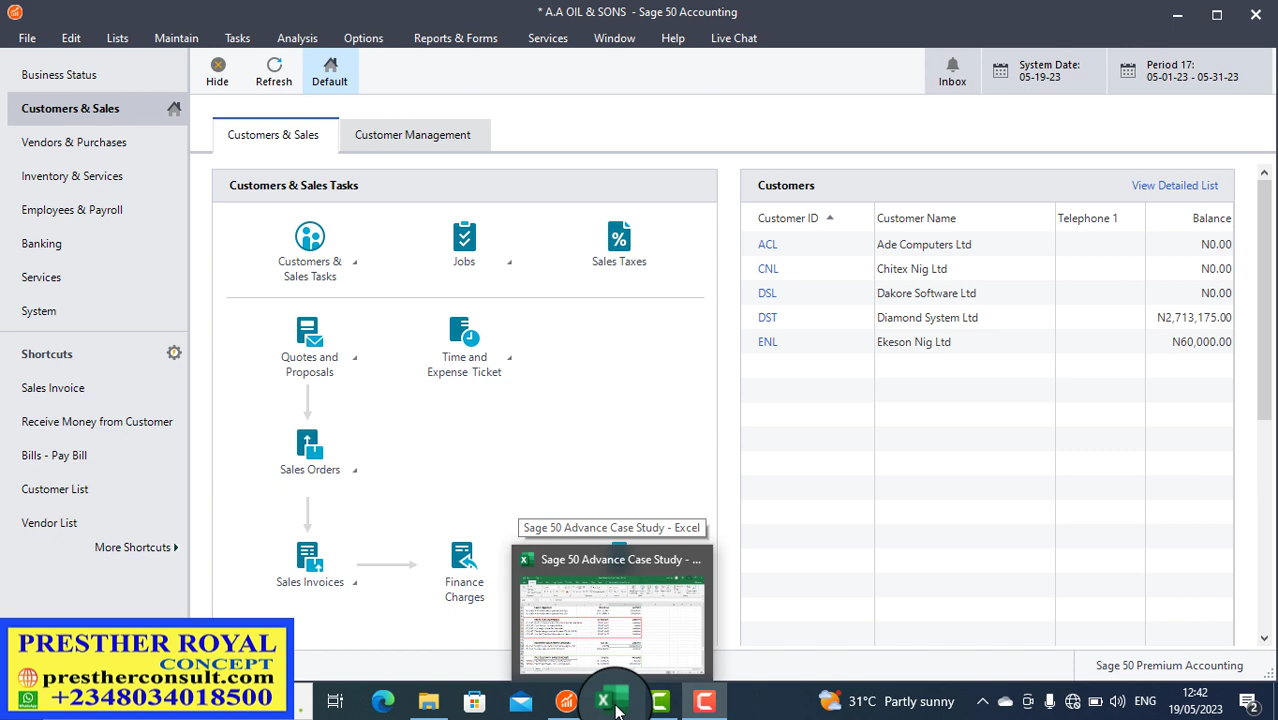 * A.A OIL & SONS - Sage 50 Accounting
File Edit Lists Maintain Tasks Analysis Options Reports & Forms Services Window Help Live Chat
Business Status
Customers & Sales
Vendors & Purchases
Inventory & Services
Employees & Payroll
Banking
Services
System
Shortcuts
Sales Invoice
Receive Money from Customer
Bills - Pay Bill
Customer List
Vendor List
More Shortcuts
Hide Refresh Default
Inbox
System Date:
05-19-23
Period 17:
05-01-23 - 05-31-23
Customers & Sales Customer Management
Customers & Sales Tasks
Customers &
Sales Tasks
Jobs
Sales Taxes
Quotes and
Proposals
Time and
Expense Ticket
Sales Orders
Sales Invoices
Finance
Charges
Customers View Detailed List
Customer ID Customer Name Telephone 1 Balance
ACL Ade Computers Ltd N0.00
CNL Chitex Nig Ltd N0.00
DSL Dakore Software Ltd N0.00
DST Diamond System Ltd N2,713,175.00
ENL Ekeson Nig Ltd N60,000.00
Sage 50 Advance Case Study - Excel
Sage 50 Advance Case Study - ...
Sage 50 Premium Accounting
PRESTHER ROYAL
CONCEPT
prestherconsult.com
+2348034018500
31°C Partly sunny
ENG
12:42
19/05/2023
2